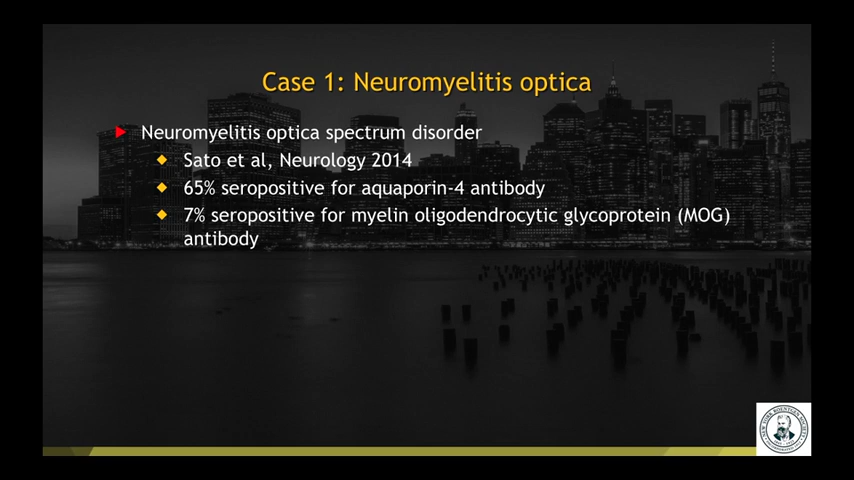 Case 1: Neuromyelitis optica
Neuromyelitis optica spectrum disorder
Sato et al, Neurology 2014
65% seropositive for aquaporin-4 antibody
7% seropositive for myelin oligodendrocytic glycoprotein (MOG)
antibody